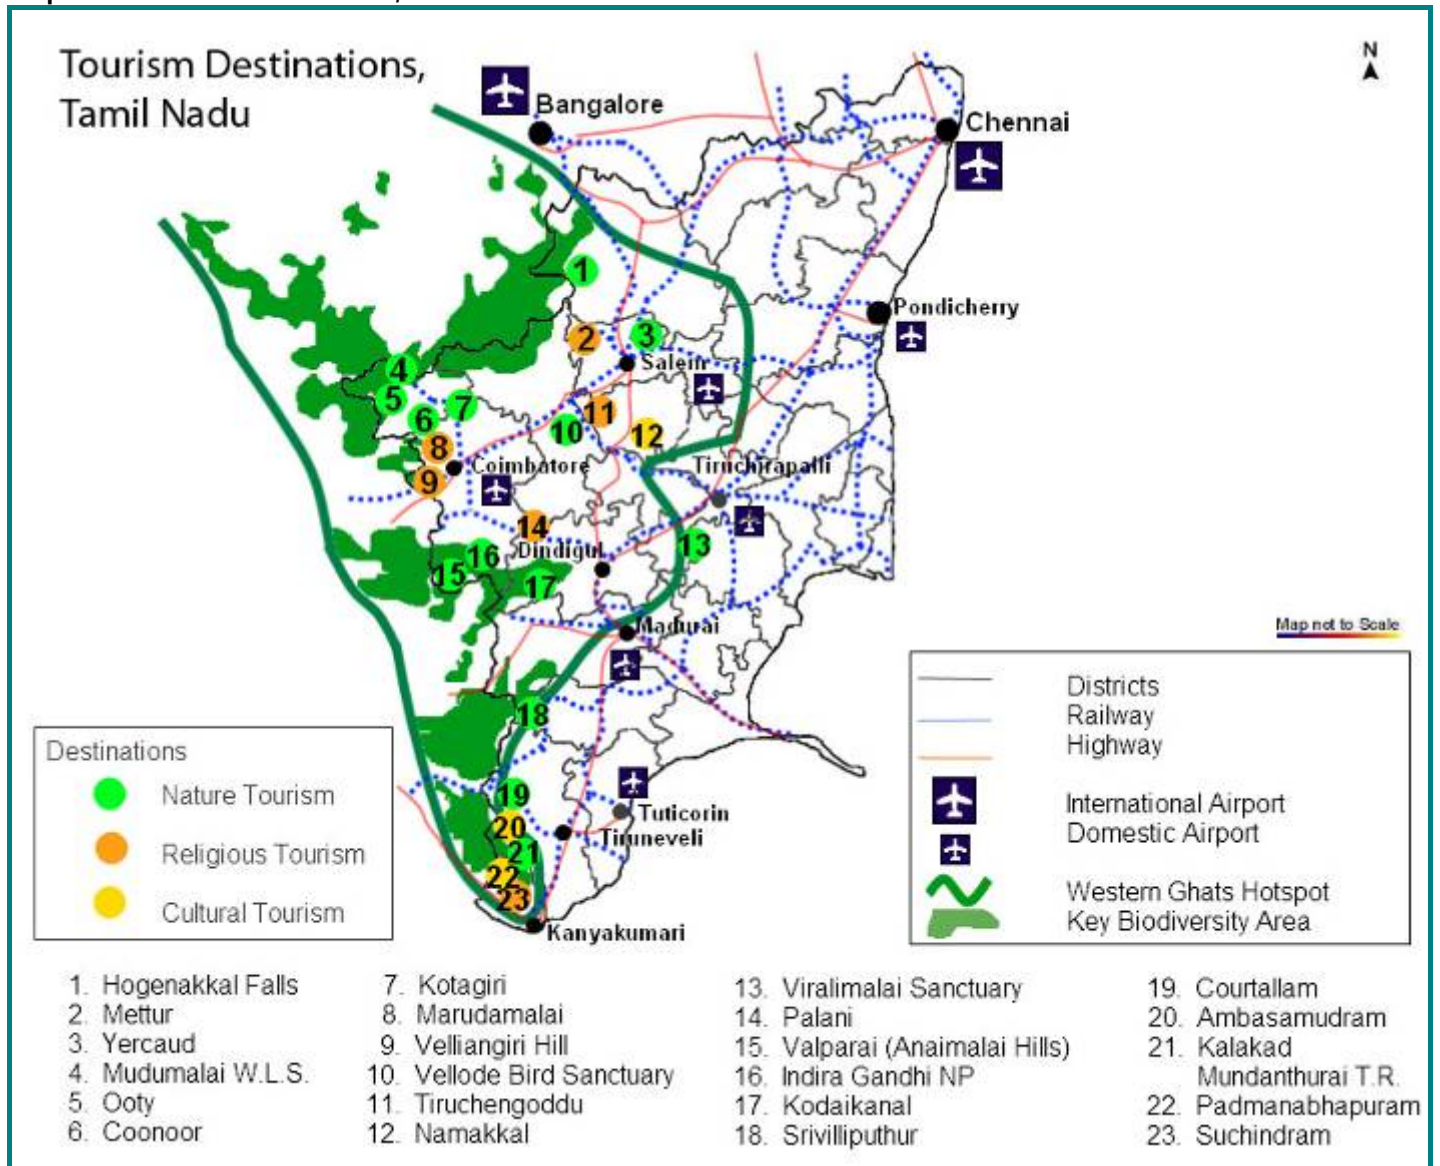 Tourism Destinations,
Tamil Nadu
N
Bangalore
Chennai
Pondicherry
Salem
Coimbatore
Tiruchirapalli
Dindigul
Madurai
Tuticorin
Tiruneveli
Kanyakumari
1
2
3
4
5
6
7
8
9
10
11
12
13
14
15
16
17
18
19
20
21
22
23
Map not to Scale
Districts
Railway
Highway
International Airport
Domestic Airport
Western Ghats Hotspot
Key Biodiversity Area
Destinations
Nature Tourism
Religious Tourism
Cultural Tourism
1. Hogenakkal Falls
2. Mettur
3. Yercaud
4. Mudumalai W.L.S.
5. Ooty
6. Coonoor
7. Kotagiri
8. Marudamalai
9. Velliangiri Hill
10. Vellode Bird Sanctuary
11. Tiruchengoddu
12. Namakkal
13. Viralimalai Sanctuary
14. Palani
15. Valparai (Anaimalai Hills)
16. Indira Gandhi NP
17. Kodaikanal
18. Srivilliputhur
19. Courtallam
20. Ambasamudram
21. Kalakad
Mundanthurai T.R.
22. Padmanabhapuram
23. Suchindram